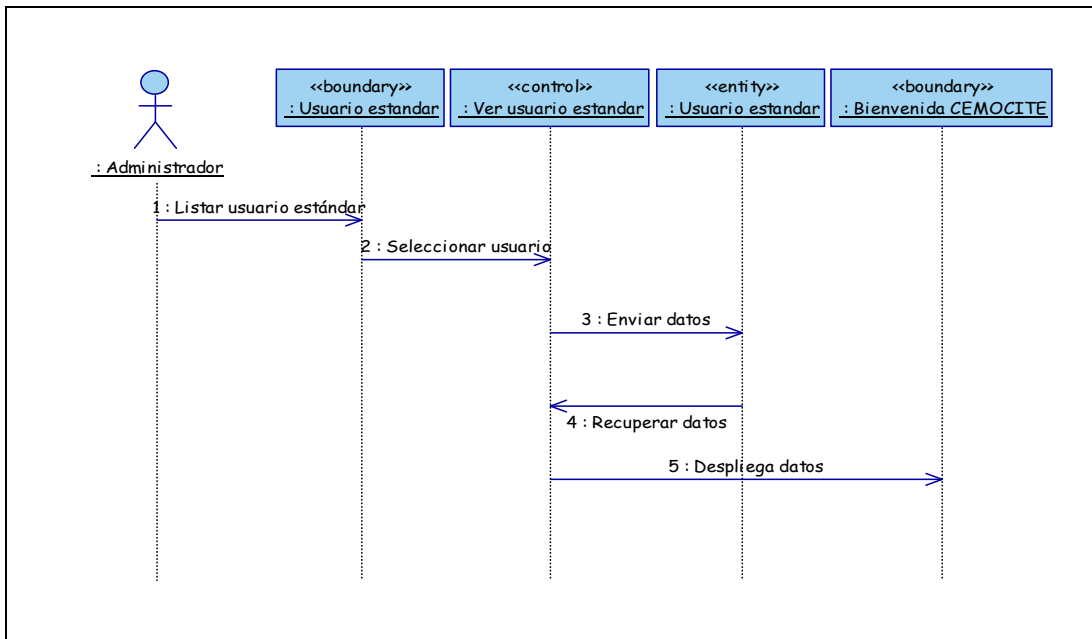 <<boundary>>
: Usuario estandar
<<control>>
: Ver usuario estandar
<<entity>>
: Usuario estandar
<<boundary>>
: Bienvenida CEMOCITE
: Administrador
1 : Listar usuario estándar
2 : Seleccionar usuario
3 : Enviar datos
4 : Recuperar datos
5 : Despliega datos